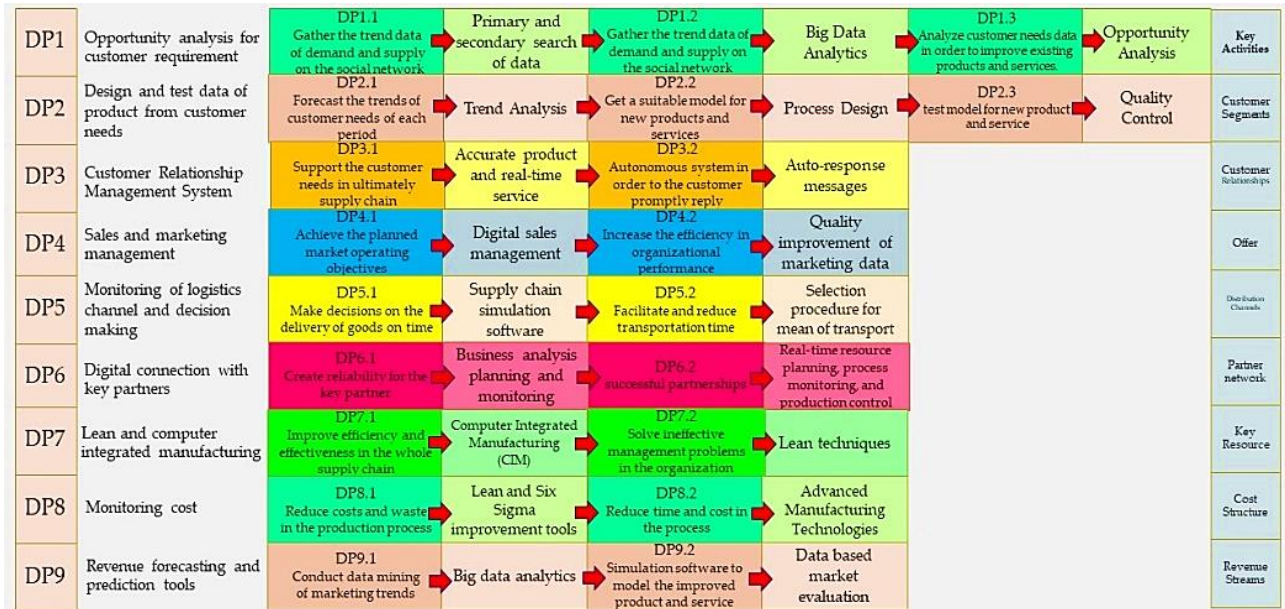 DP1
Opportunity analysis for
customer requirement
DP1.1
Gather the trend data
of demand and supply
on the social network
Primary and
secondary search
of data
DP1.2
Gather the trend data of
demand and supply on
the social network
Big Data
Analytics
DP1.3
Analyze customer needs data
in order to improve existing
products and services.
Opportunity
Analysis
Key
Activities
DP2
Design and test data of
product from customer
needs
DP2.1
Forecast the trends of
customer needs of each
period
Trend Analysis
DP2.2
Get a suitable model for
new products and
services
Process Design
DP2.3
test model for new product
and service
Quality
Control
Customer
Segments
DP3
Customer Relationship
Management System
DP3.1
Support the customer
needs in ultimately
supply chain
Accurate product
and real-time
service
DP3.2
Autonomous system in
order to the customer
promptly reply
Auto-response
messages
Customer
Relationships
DP4
Sales and marketing
management
DP4.1
Achieve the planned
market operating
objectives
Digital sales
management
DP4.2
Increase the efficiency in
organizational
performance
Quality
improvement of
marketing data
Offer
DP5
Monitoring of logistics
channel and decision
making
DP5.1
Make decisions on the
delivery of goods on time
Supply chain
simulation
software
DP5.2
Facilitate and reduce
transportation time
Selection
procedure for
mean of transport
Distribution
Channels
DP6
Digital connection with
key partners
DP6.1
Create reliability for the
key partner
Business analysis
planning and
monitoring
DP6.2
successful partnerships
Real-time resource
planning, process
monitoring, and
production control
Partner
network
DP7
Lean and computer
integrated manufacturing
DP7.1
Improve efficiency and
effectiveness in the whole
supply chain
Computer Integrated
Manufacturing
(CIM)
DP7.2
Solve ineffective
management problems
in the organization
Lean techniques
Key
Resource
DP8
Monitoring cost
DP8.1
Reduce costs and waste
in the production process
Lean and Six
Sigma
improvement tools
DP8.2
Reduce time and cost in
the process
Advanced
Manufacturing
Technologies
Cost
Structure
DP9
Revenue forecasting and
prediction tools
DP9.1
Conduct data mining
of marketing trends
Big data analytics
DP9.2
Simulation software to
model the improved
product and service
Data based
market
evaluation
Revenue
Streams